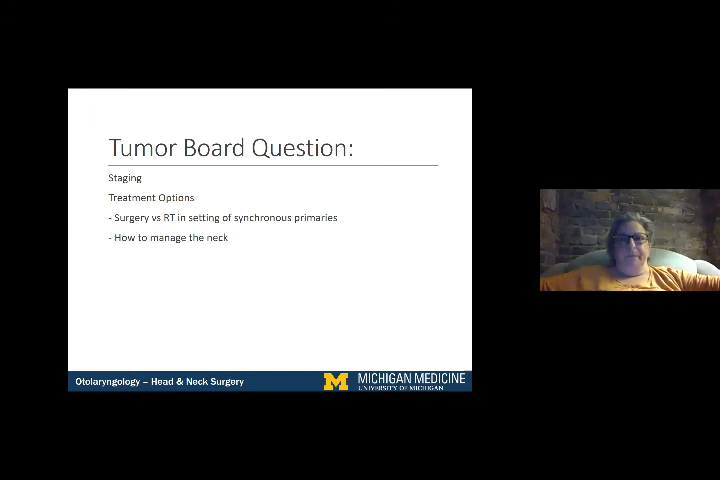 Tumor Board Question:
Staging
Treatment Options
- Surgery vs RT in setting of synchronous primaries
- How to manage the neck
Otolaryngology – Head & Neck Surgery
M
MICHIGAN MEDICINE
UNIVERSITY OF MICHIGAN